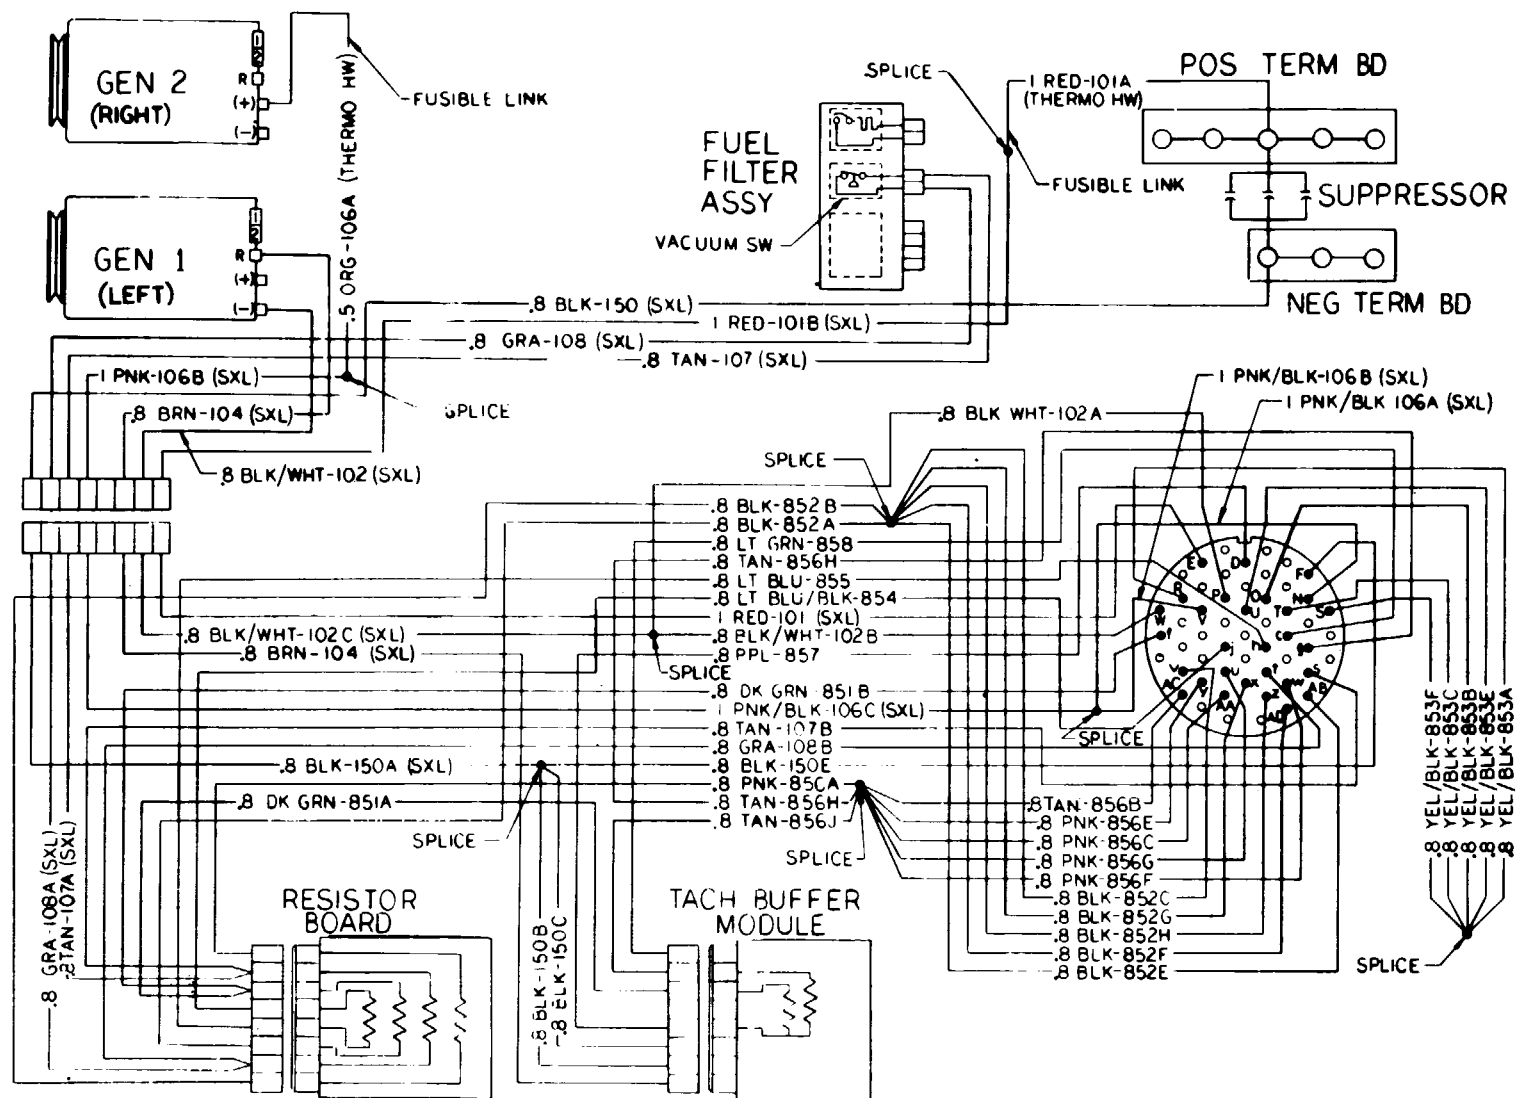 GEN 2
(RIGHT)
1
2
R
(+)
(-)
FUSIBLE LINK
.5 ORG-106A (THERMO HW)
GEN 1
(LEFT)
1
2
R
(+)
(-)
FUEL
FILTER
ASSY
VACUUM SW
SPLICE
1 RED-101A
(THERMO HW)
FUSIBLE LINK
POS TERM BD
SUPPRESSOR
NEG TERM BD
.8 BLK-150 (SXL)
1 RED-101B (SXL)
.8 GRA-108 (SXL)
.8 TAN-107 (SXL)
1 PNK-106B (SXL)
SPLICE
.8 BRN-104 (SXL)
.8 BLK/WHT-102 (SXL)
1 PNK/BLK-106B (SXL)
1 PNK/BLK 106A (SXL)
.8 BLK WHT-102A
SPLICE
.8 BLK-852B
.8 BLK-852A
.8 LT GRN-858
.8 TAN-856H
.8 LT BLU-855
.8 LT BLU/BLK-854
1 RED-101 (SXL)
.8 BLK/WHT-102C (SXL)
.8 BLK/WHT-102B
.8 BRN-104 (SXL)
.8 PPL-857
SPLICE
.8 DK GRN-851B
1 PNK/BLK-106C (SXL)
.8 TAN-107B
SPLICE
.8 GRA-108B
.8 BLK-150A (SXL)
.8 BLK-150E
.8 DK GRN-851A
.8 TAN-856H
.8 TAN-856J
SPLICE
SPLICE
.8 TAN-856B
.8 PNK-856E
.8 PNK-856C
.8 PNK-856G
.8 PNK-856F
.8 BLK-852C
.8 BLK-852G
.8 BLK-852H
.8 BLK-852F
.8 BLK-852E
E D F
P N
U T S
W V
f c g
j h
v u t s
AC y x w AB
AA z AD
.8 YEL/BLK-853F
.8 YEL/BLK-853C
.8 YEL/BLK-853B
.8 YEL/BLK-853E
.8 YEL/BLK-853A
SPLICE
.8 GRA-108A (SXL)
.8 TAN-107A (SXL)
RESISTOR
BOARD
.8 BLK-150B
.8 BLK-150C
TACH BUFFER
MODULE